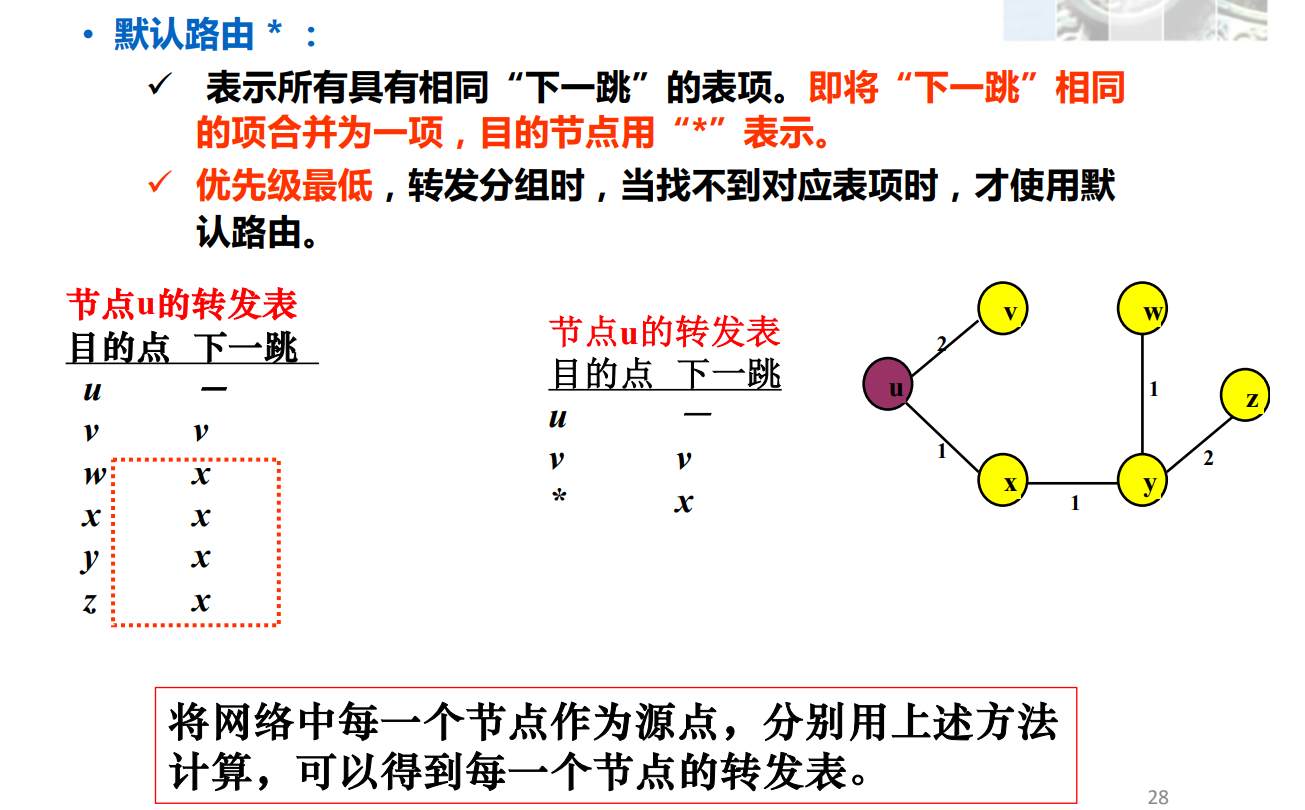 • 默认路由 * ：
✓ 表示所有具有相同“下一跳”的表项。即将“下一跳”相同
的项合并为一项，目的节点用“*”表示。
✓ 优先级最低，转发分组时，当找不到对应表项时，才使用默
认路由。
节点u的转发表
目的点 下一跳
u —
v v
w x
x x
y x
z x
节点u的转发表
目的点 下一跳
u —
v v
* x
v
w
2
u
1
z
1
2
x
y
1
将网络中每一个节点作为源点，分别用上述方法
计算，可以得到每一个节点的转发表。
28